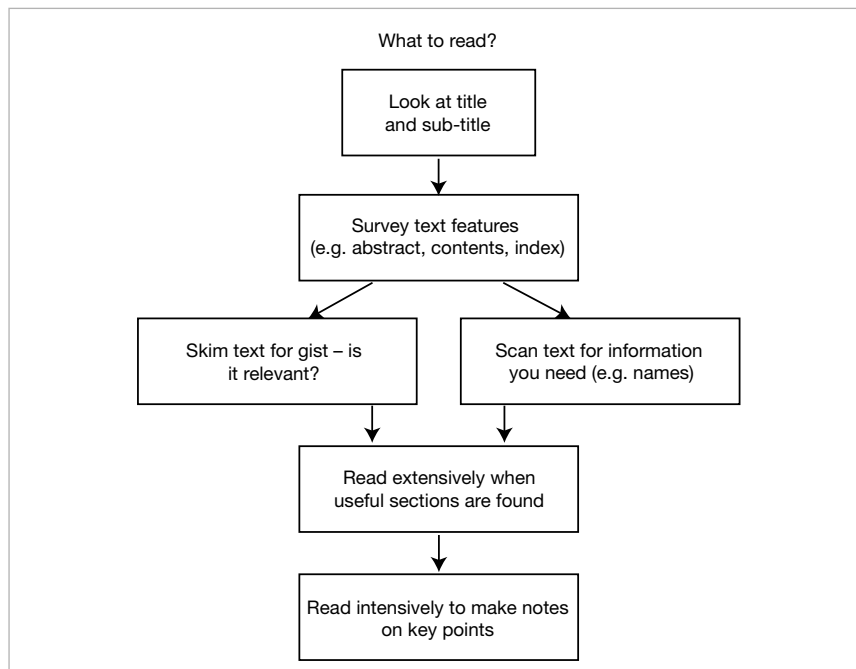 What to read?
Look at title
and sub-title
Survey text features
(e.g. abstract, contents, index)
Skim text for gist – is
it relevant?
Scan text for information
you need (e.g. names)
Read extensively when
useful sections are found
Read intensively to make notes
on key points